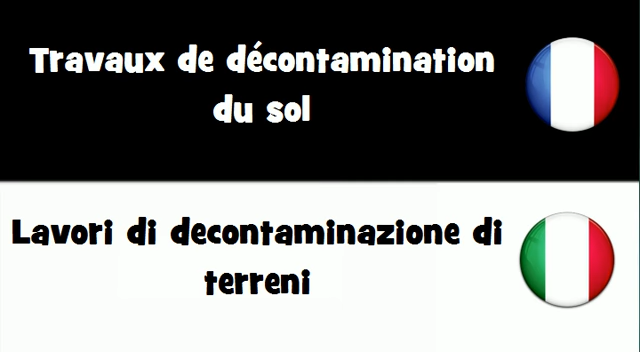 Travaux de décontamination
du sol
Lavori di decontaminazione di
terreni